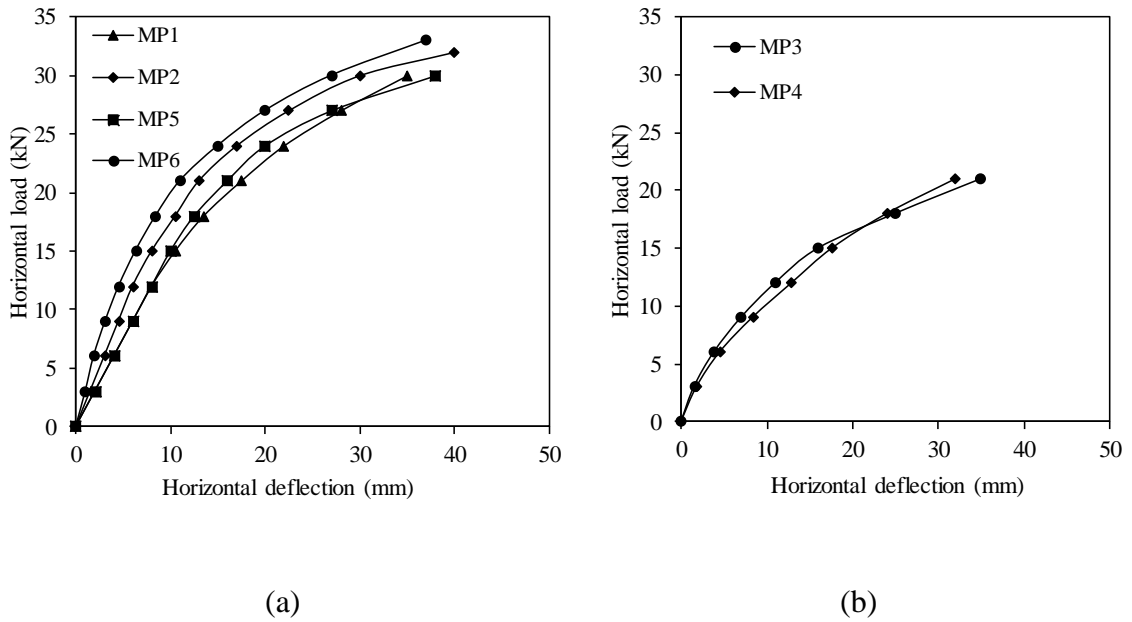 35
30
25
20
15
10
5
0
Horizontal load (kN)
MP1
MP2
MP5
MP6
0 10 20 30 40 50
Horizontal deflection (mm)
(a)
35
30
25
20
15
10
5
0
Horizontal load (kN)
MP3
MP4
0 10 20 30 40 50
Horizontal deflection (mm)
(b)